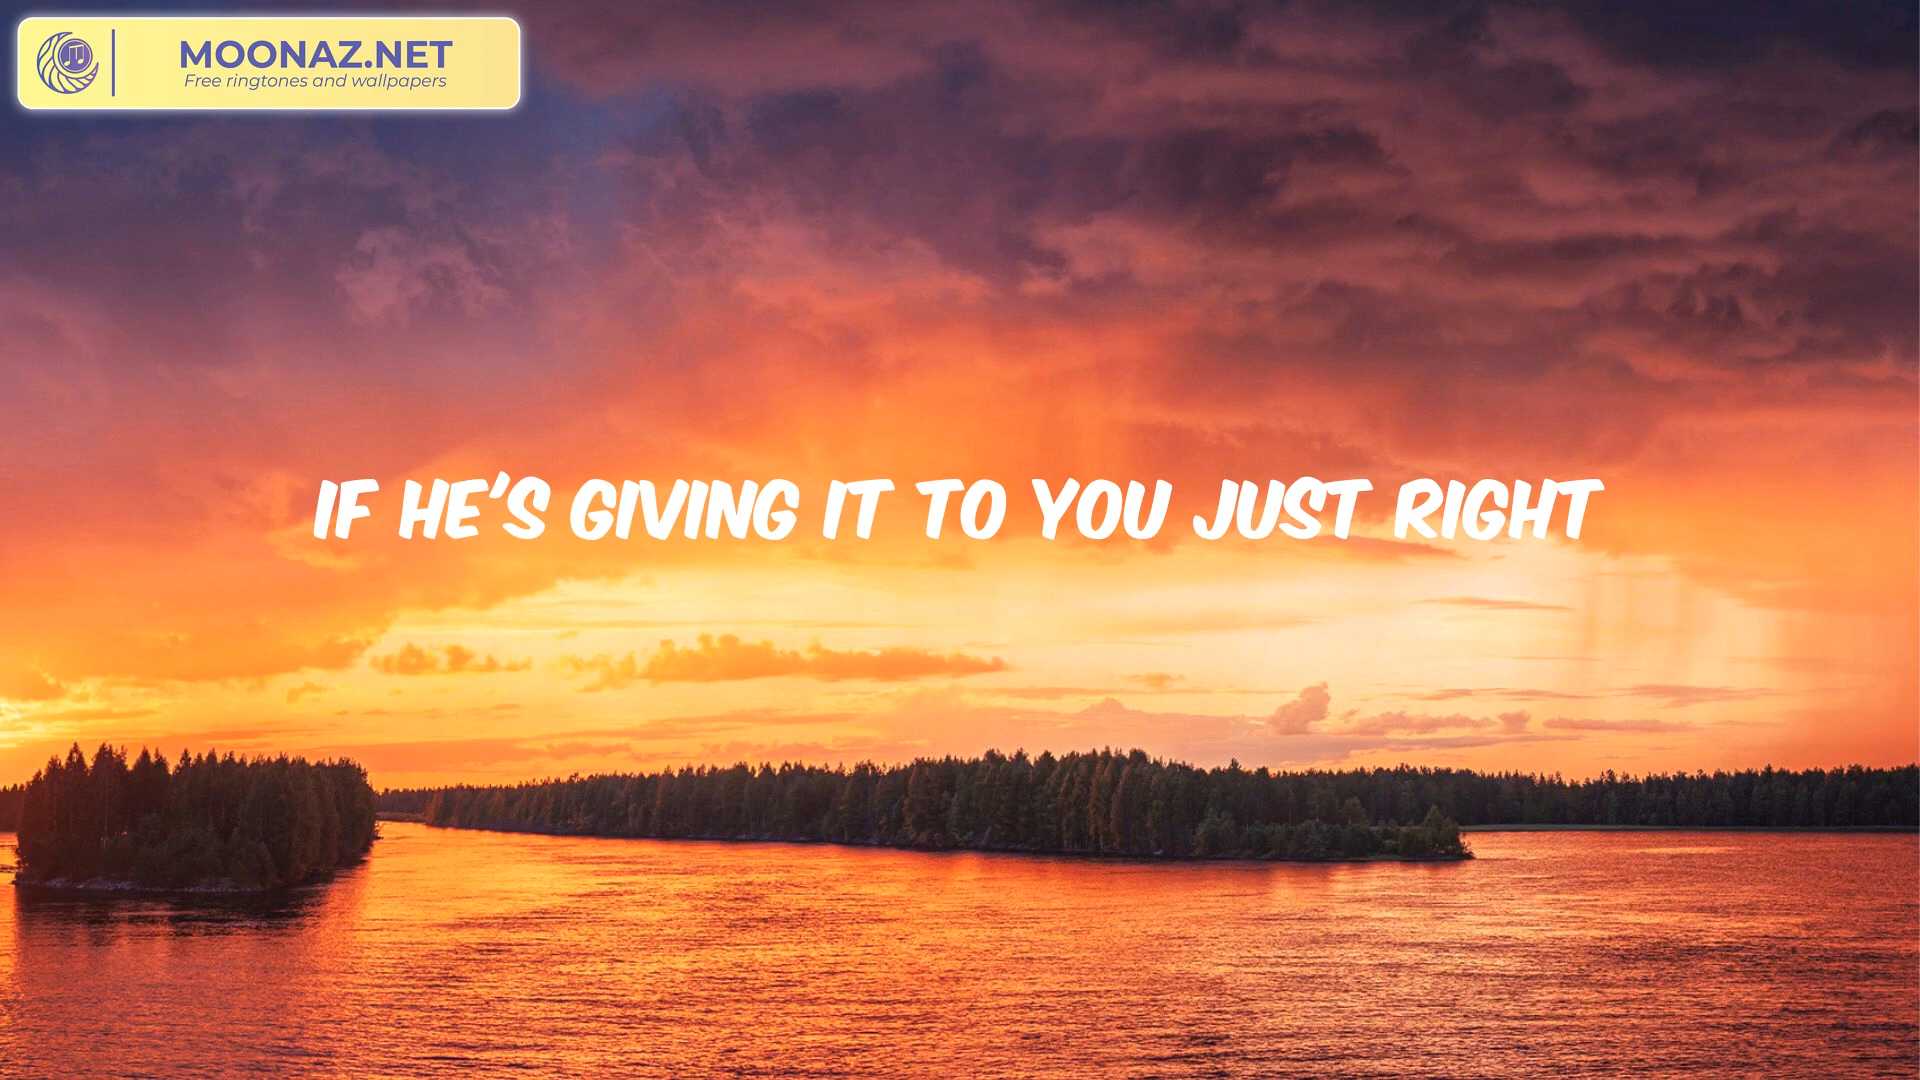 MOONAZ.NET
Free ringtones and wallpapers
IF HE'S GIVING IT TO YOU JUST RIGHT